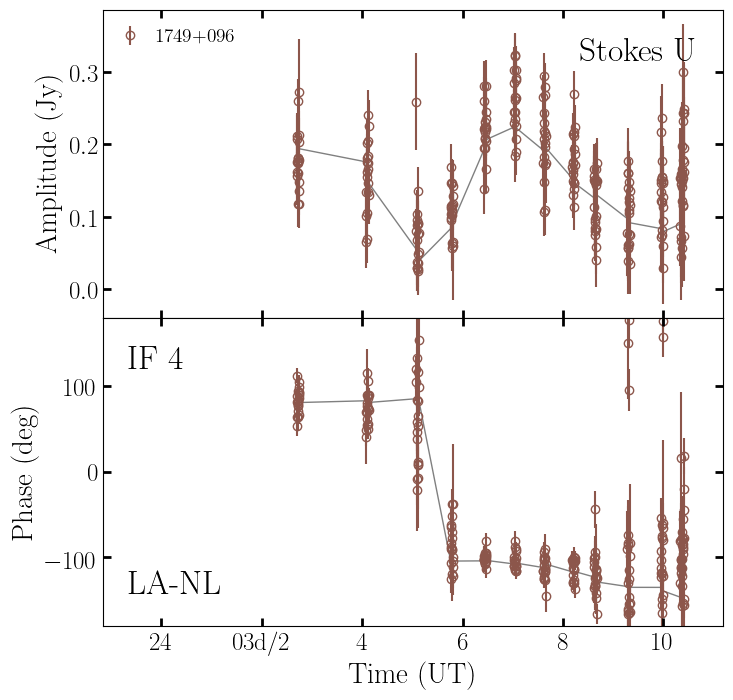 1749+096
Stokes U
Amplitude (Jy)
0.3
0.2
0.1
0.0
IF 4
Phase (deg)
100
0
−100
LA-NL
24 03d/2 4 6 8 10
Time (UT)